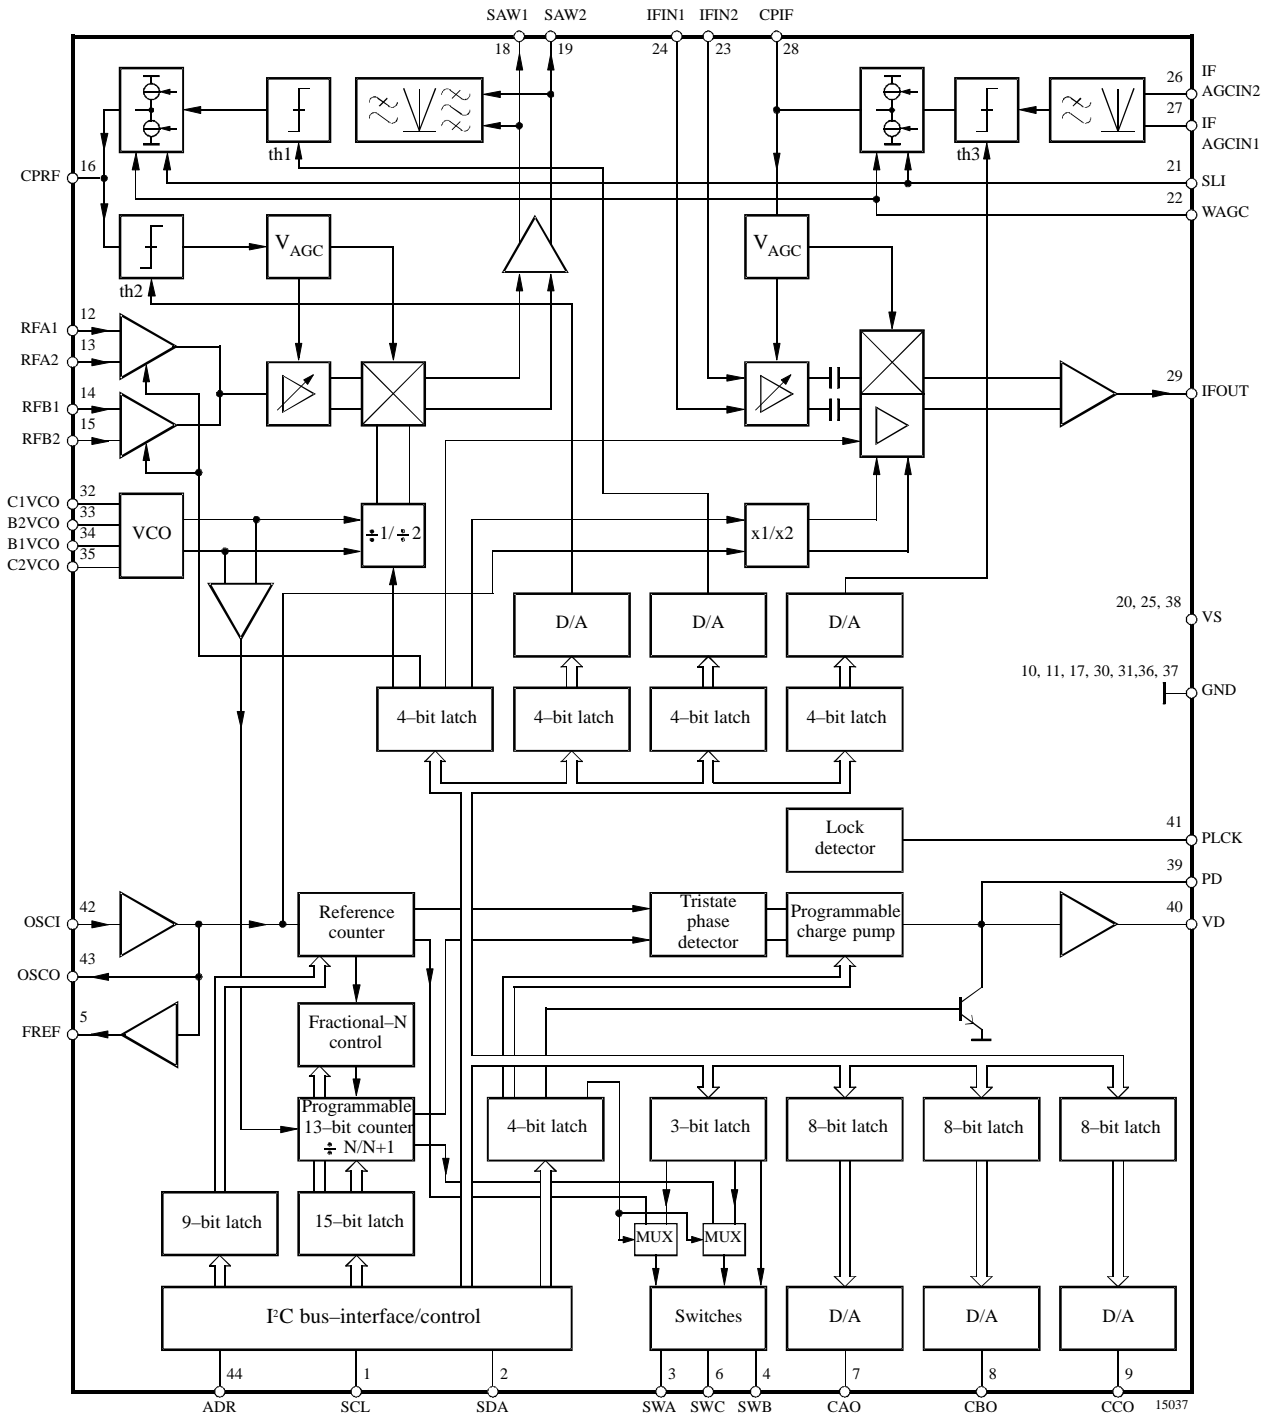 SAW1 SAW2 IFIN1 IFIN2 CPIF
18 19 24 23 28
26 IF
AGCIN2
27 IF
AGCIN1
th1 th3
16
CPRF
21
SLI
22
WAGC
VAGC VAGC
th2
12
RFA1
13
RFA2
14
RFB1
15
RFB2
29
IFOUT
32
C1VCO
33
B2VCO
34
B1VCO
35
C2VCO
VCO
÷1/÷2
x1/x2
D/A D/A D/A
20, 25, 38
VS
10, 11, 17, 30, 31,36, 37
GND
4–bit latch 4–bit latch 4–bit latch 4–bit latch
Lock
detector
41
PLCK
39
PD
40
VD
42
OSCI
43
OSCO
5
FREF
Reference
counter
Tristate
phase
detector
Programmable
charge pump
Fractional–N
control
Programmable
13–bit counter
÷ N/N+1
4–bit latch 3–bit latch 8–bit latch 8–bit latch 8–bit latch
9–bit latch 15–bit latch
MUX MUX
I²C bus–interface/control
Switches
D/A D/A D/A
44 1 2 3 6 4 7 8 9
ADR SCL SDA SWA SWC SWB CAO CBO CCO
15037